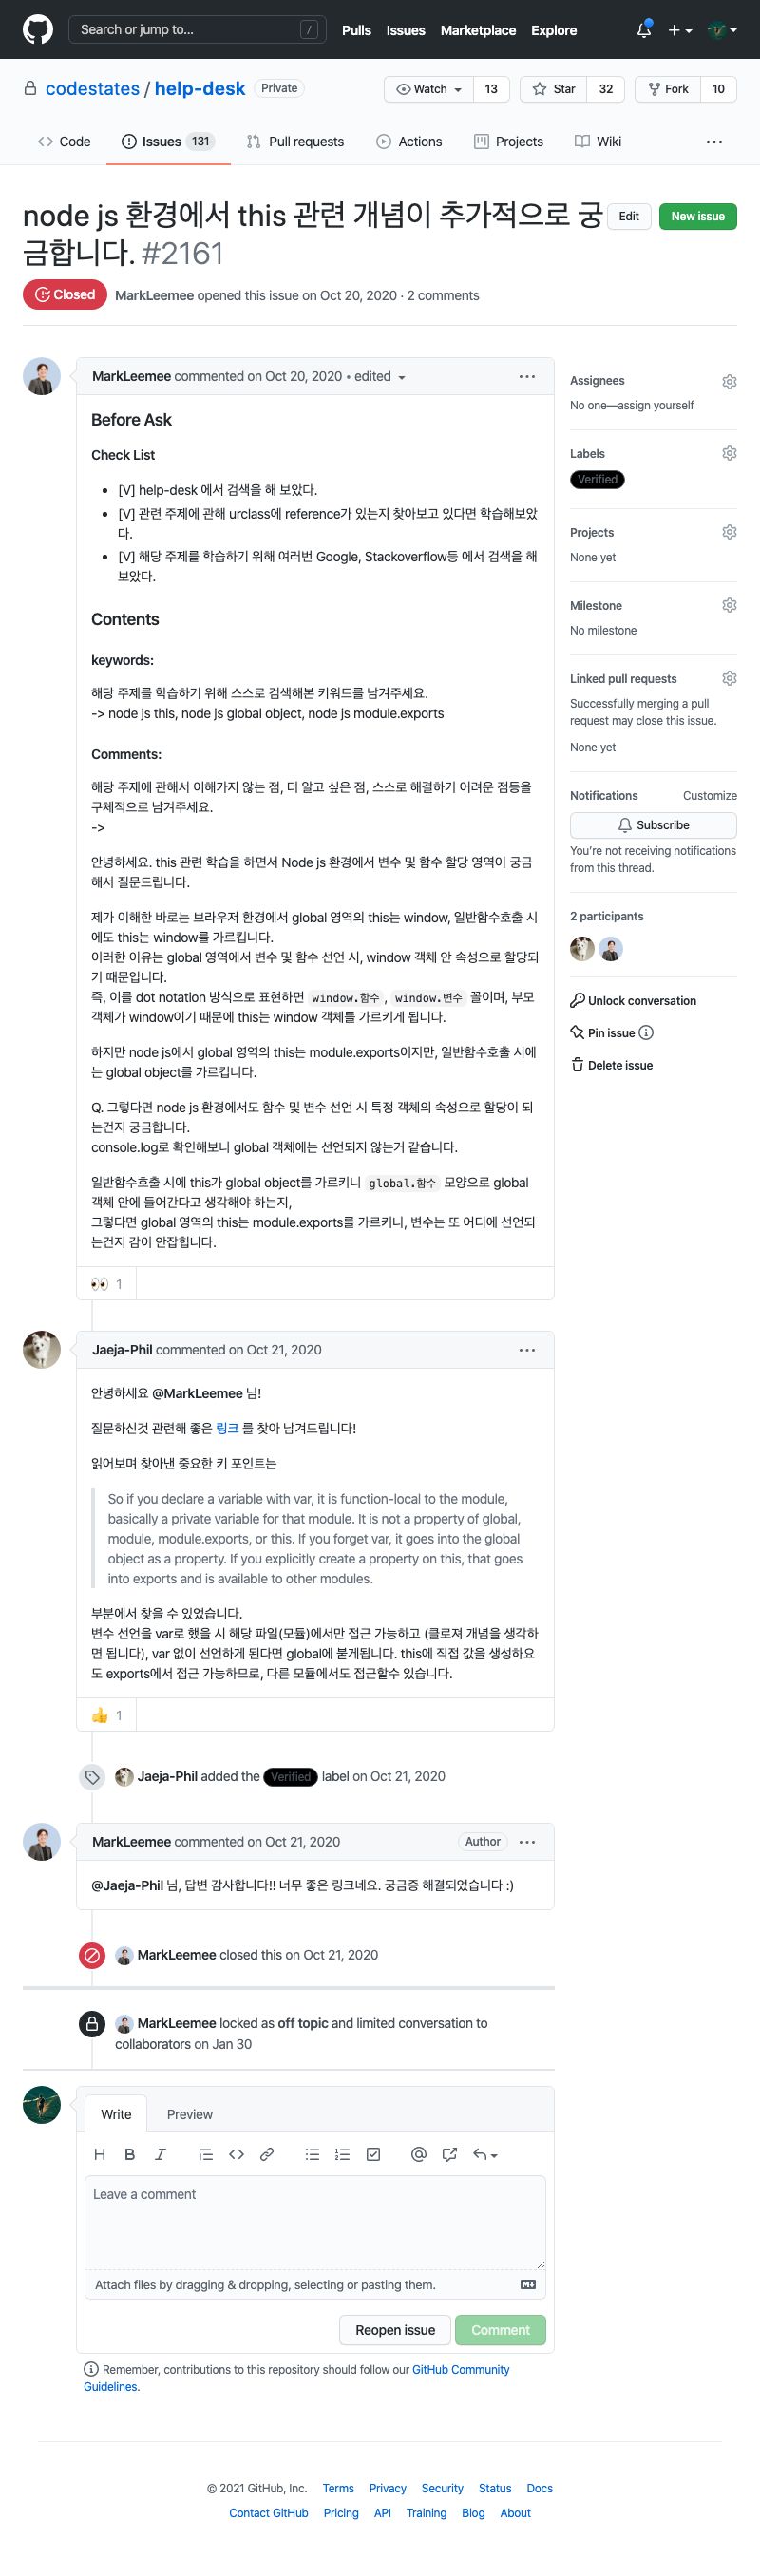 Search or jump to...
/
Pulls
Issues
Marketplace
Explore
codestates / help-desk
Private
Watch
13
Star
32
Fork
10
Code
Issues 131
Pull requests
Actions
Projects
Wiki
node js 환경에서 this 관련 개념이 추가적으로 궁
금합니다. #2161
Edit
New issue
Closed
MarkLeemee opened this issue on Oct 20, 2020 · 2 comments
MarkLeemee commented on Oct 20, 2020 • edited
Before Ask
Check List
[V] help-desk 에서 검색을 해 보았다.
[V] 관련 주제에 관해 urclass에 reference가 있는지 찾아보고 있다면 학습해보았
다.
[V] 해당 주제를 학습하기 위해 여러번 Google, Stackoverflow등 에서 검색을 해
보았다.
Contents
keywords:
해당 주제를 학습하기 위해 스스로 검색해본 키워드를 남겨주세요.
-> node js this, node js global object, node js module.exports
Comments:
해당 주제에 관해서 이해가지 않는 점, 더 알고 싶은 점, 스스로 해결하기 어려운 점등을
구체적으로 남겨주세요.
->
안녕하세요. this 관련 학습을 하면서 Node js 환경에서 변수 및 함수 할당 영역이 궁금
해서 질문드립니다.
제가 이해한 바로는 브라우저 환경에서 global 영역의 this는 window, 일반함수호출 시
에도 this는 window를 가르킵니다.
이러한 이유는 global 영역에서 변수 및 함수 선언 시, window 객체 안 속성으로 할당되
기 때문입니다.
즉, 이를 dot notation 방식으로 표현하면 window.함수 , window.변수 꼴이며, 부모
객체가 window이기 때문에 this는 window 객체를 가르키게 됩니다.
하지만 node js에서 global 영역의 this는 module.exports이지만, 일반함수호출 시에
는 global object를 가르킵니다.
Q. 그렇다면 node js 환경에서도 함수 및 변수 선언 시 특정 객체의 속성으로 할당이 되
는건지 궁금합니다.
console.log로 확인해보니 global 객체에는 선언되지 않는거 같습니다.
일반함수호출 시에 this가 global object를 가르키니 global.함수 모양으로 global
객체 안에 들어간다고 생각해야 하는지,
그렇다면 global 영역의 this는 module.exports를 가르키니, 변수는 또 어디에 선언되
는건지 감이 안잡힙니다.
1
Jaeja-Phil commented on Oct 21, 2020
안녕하세요 @MarkLeemee 님!
질문하신것 관련해 좋은 링크 를 찾아 남겨드립니다!
읽어보며 찾아낸 중요한 키 포인트는
So if you declare a variable with var, it is function-local to the module,
basically a private variable for that module. It is not a property of global,
module, module.exports, or this. If you forget var, it goes into the global
object as a property. If you explicitly create a property on this, that goes
into exports and is available to other modules.
부분에서 찾을 수 있었습니다.
변수 선언을 var로 했을 시 해당 파일(모듈)에서만 접근 가능하고 (클로져 개념을 생각하
면 됩니다), var 없이 선언하게 된다면 global에 붙게됩니다. this에 직접 값을 생성하요
도 exports에서 접근 가능하므로, 다른 모듈에서도 접근할수 있습니다.
1
Jaeja-Phil added the Verified label on Oct 21, 2020
MarkLeemee commented on Oct 21, 2020
Author
@Jaeja-Phil 님, 답변 감사합니다!! 너무 좋은 링크네요. 궁금증 해결되었습니다 :)
MarkLeemee closed this on Oct 21, 2020
MarkLeemee locked as off topic and limited conversation to
collaborators on Jan 30
Write
Preview
Leave a comment
Attach files by dragging & dropping, selecting or pasting them.
Reopen issue
Comment
Remember, contributions to this repository should follow our GitHub Community
Guidelines.
Assignees
No one—assign yourself
Labels
Verified
Projects
None yet
Milestone
No milestone
Linked pull requests
Successfully merging a pull
request may close this issue.
None yet
Notifications
Customize
Subscribe
You're not receiving notifications
from this thread.
2 participants
Unlock conversation
Pin issue
Delete issue
© 2021 GitHub, Inc.
Terms
Privacy
Security
Status
Docs
Contact GitHub
Pricing
API
Training
Blog
About